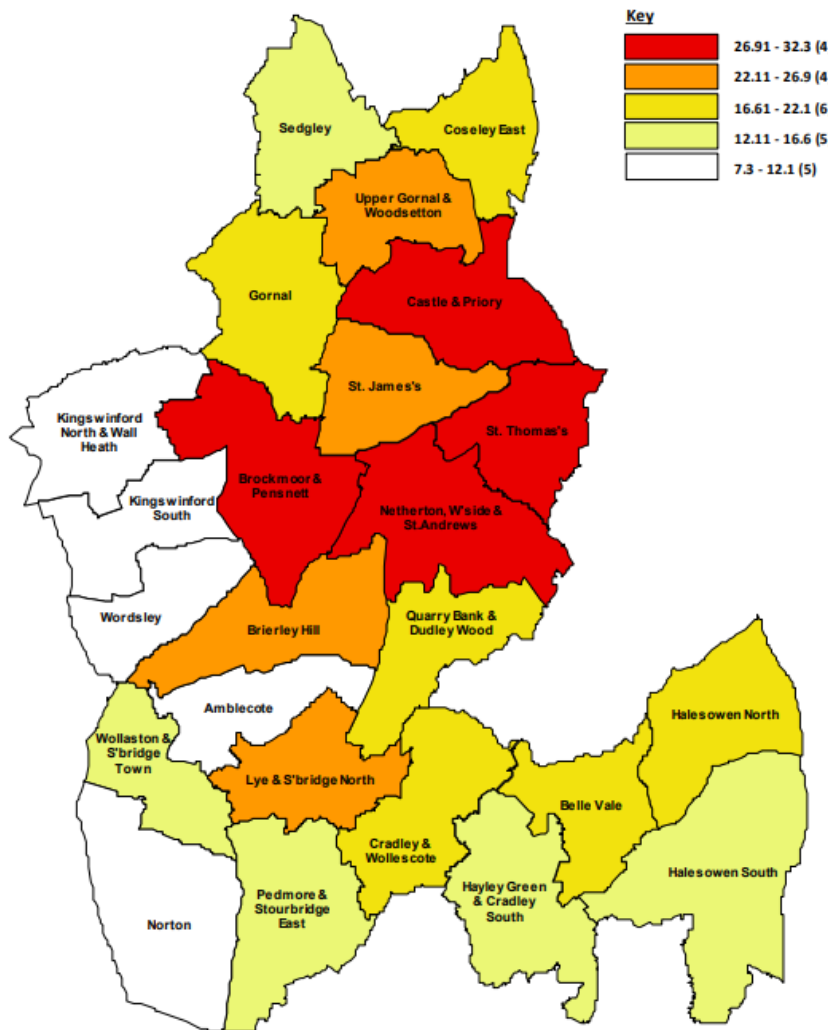 Key
26.91 - 32.3 (4
22.11 - 26.9 (4
16.61 - 22.1 (6
12.11 - 16.6 (5
7.3 - 12.1 (5)
Sedgley
Coseley East
Upper Gornal &
Woodsetton
Gornal
Castle & Priory
St. James's
Kingswinford
North & Wall
Heath
St. Thomas's
Brockmoor &
Pensnett
Kingswinford
South
Netherton, W'side &
St.Andrews
Wordsley
Brierley Hill
Quarry Bank &
Dudley Wood
Amblecote
Halesowen North
Wollaston &
S'bridge
Town
Lye & S'bridge North
Belle Vale
Cradley &
Wollescote
Halesowen South
Hayley Green
& Cradley
South
Pedmore &
Stourbridge
East
Norton